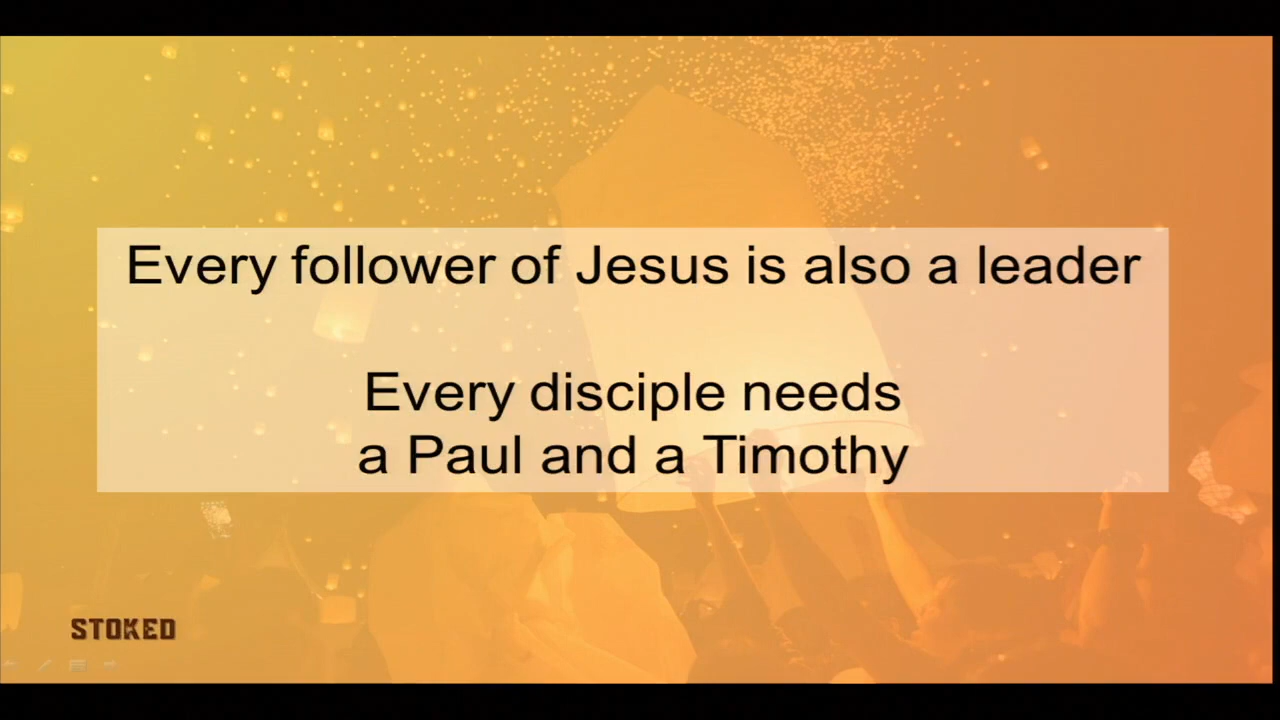 Every follower of Jesus is also a leader
Every disciple needs
a Paul and a Timothy
STOKED